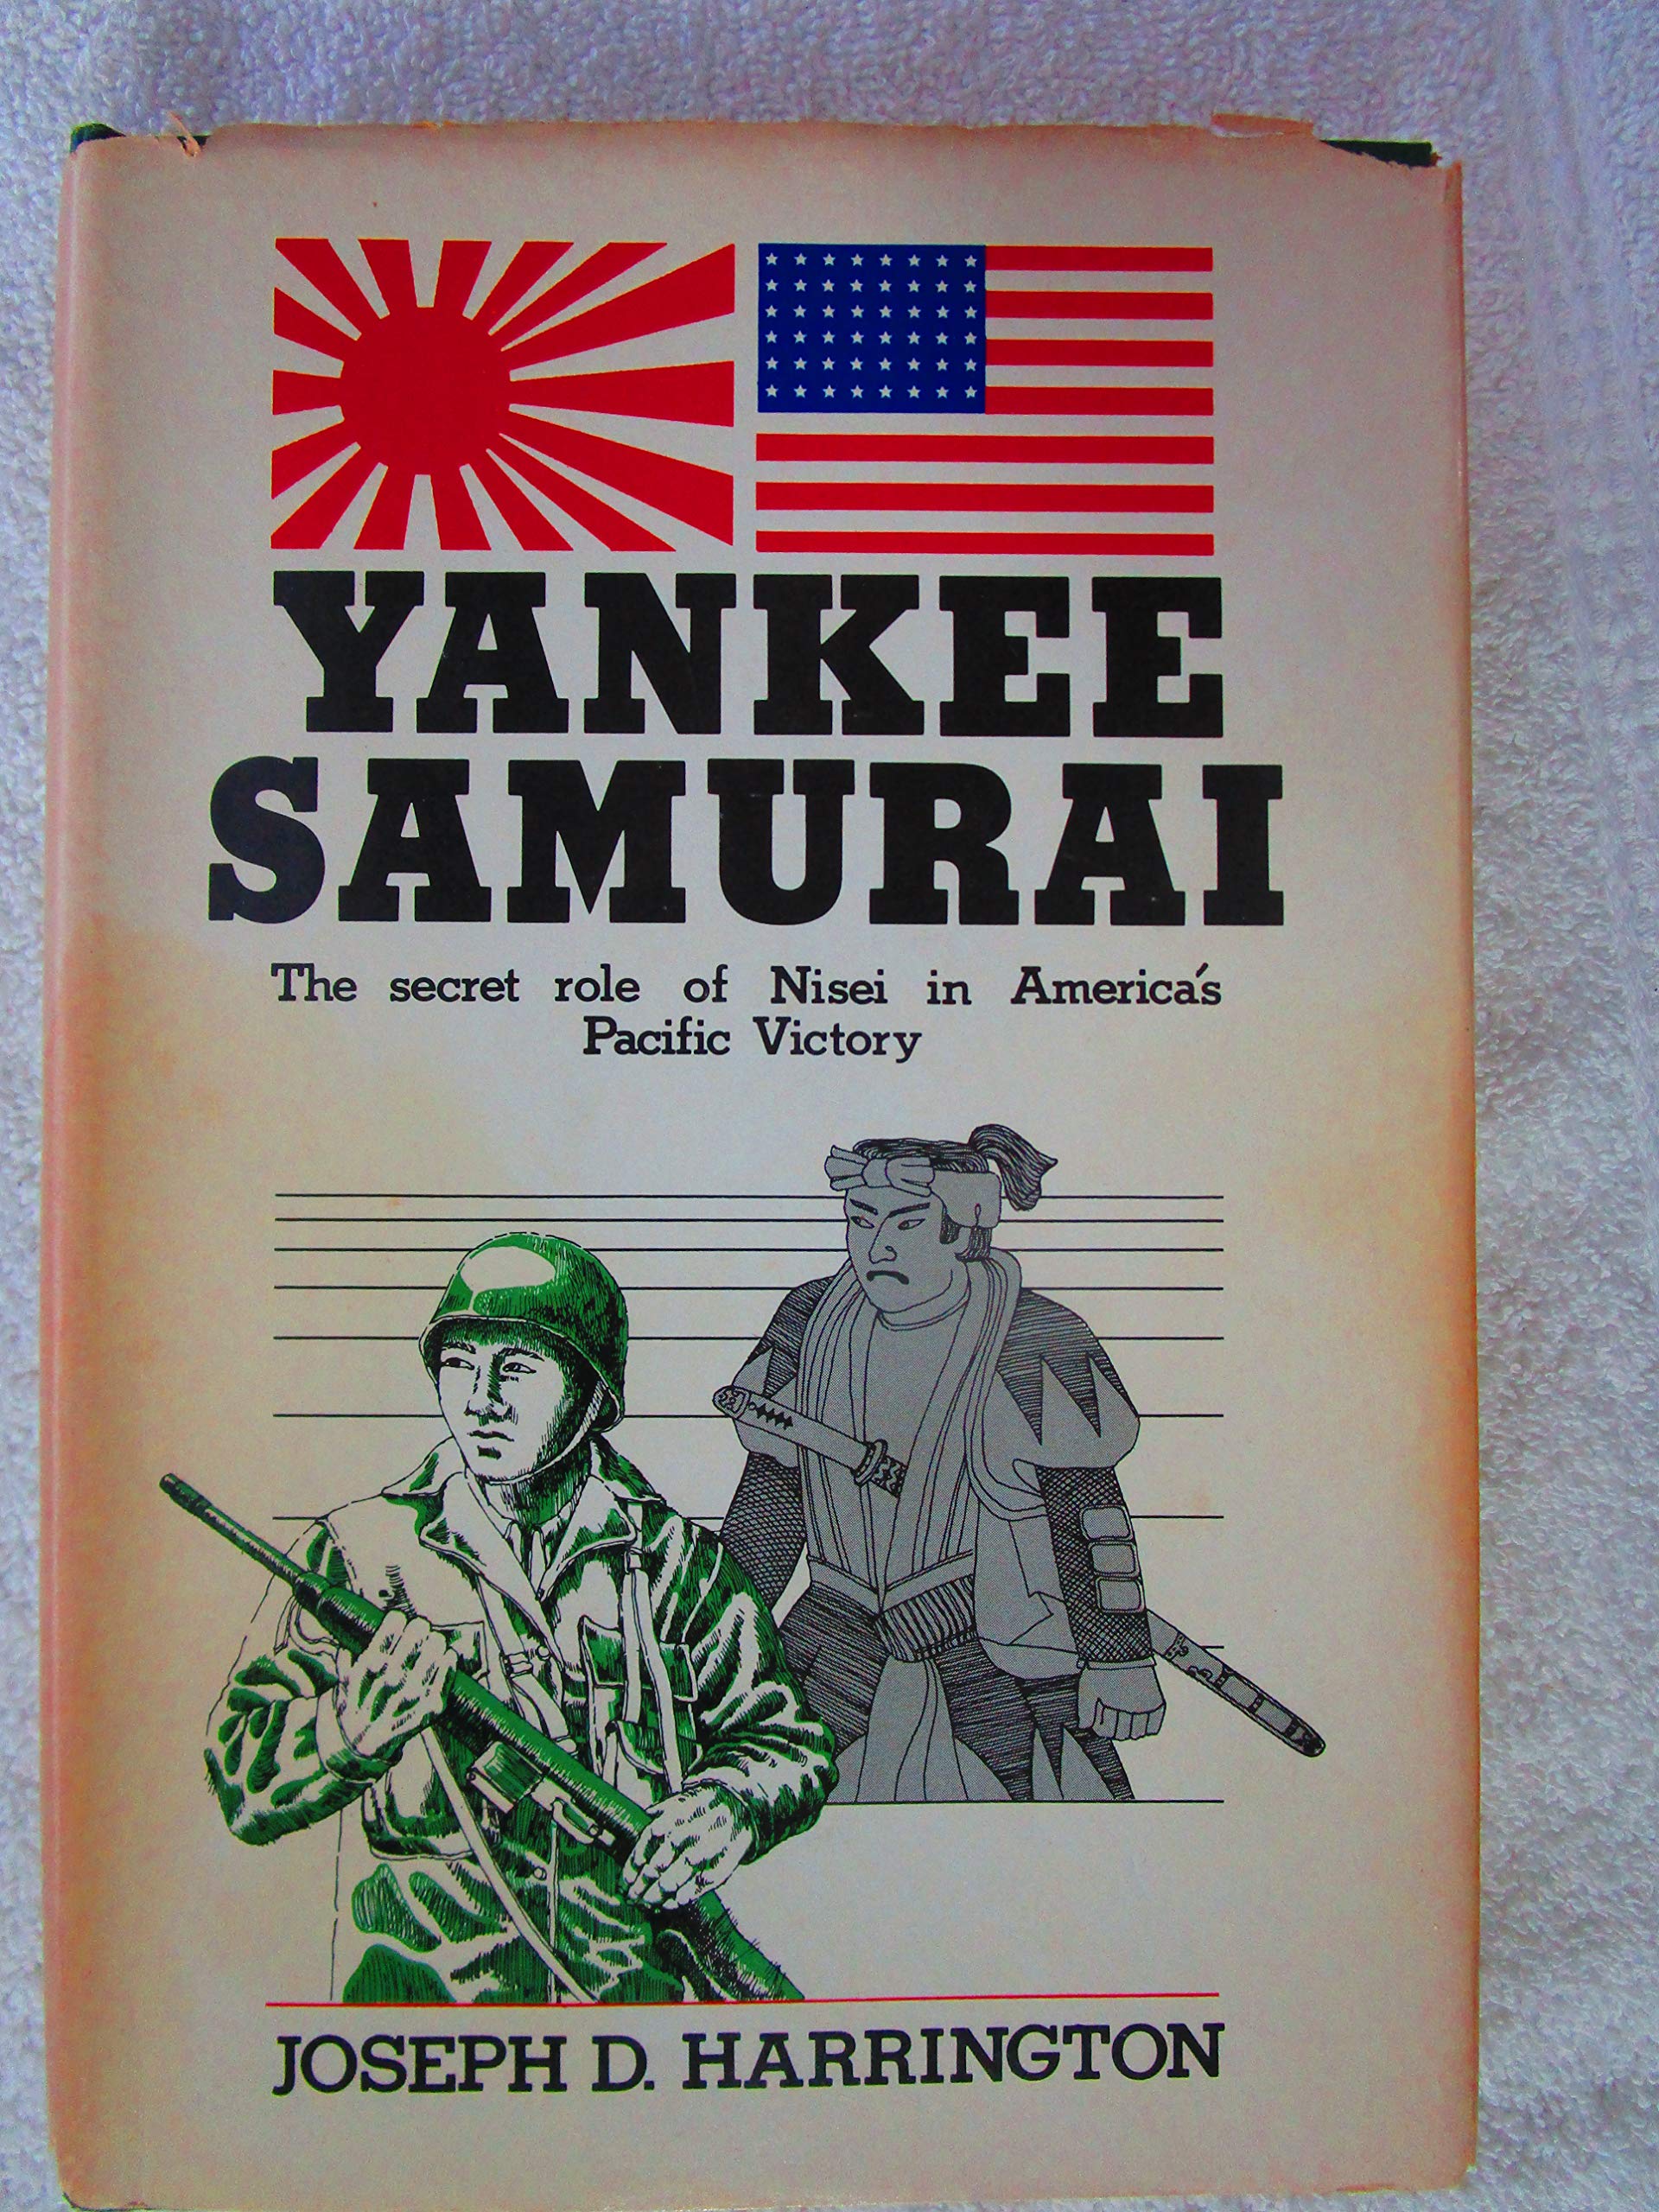 YANKEE
SAMURAI
The secret role of Nisei in America's
Pacific Victory
JOSEPH D. HARRINGTON